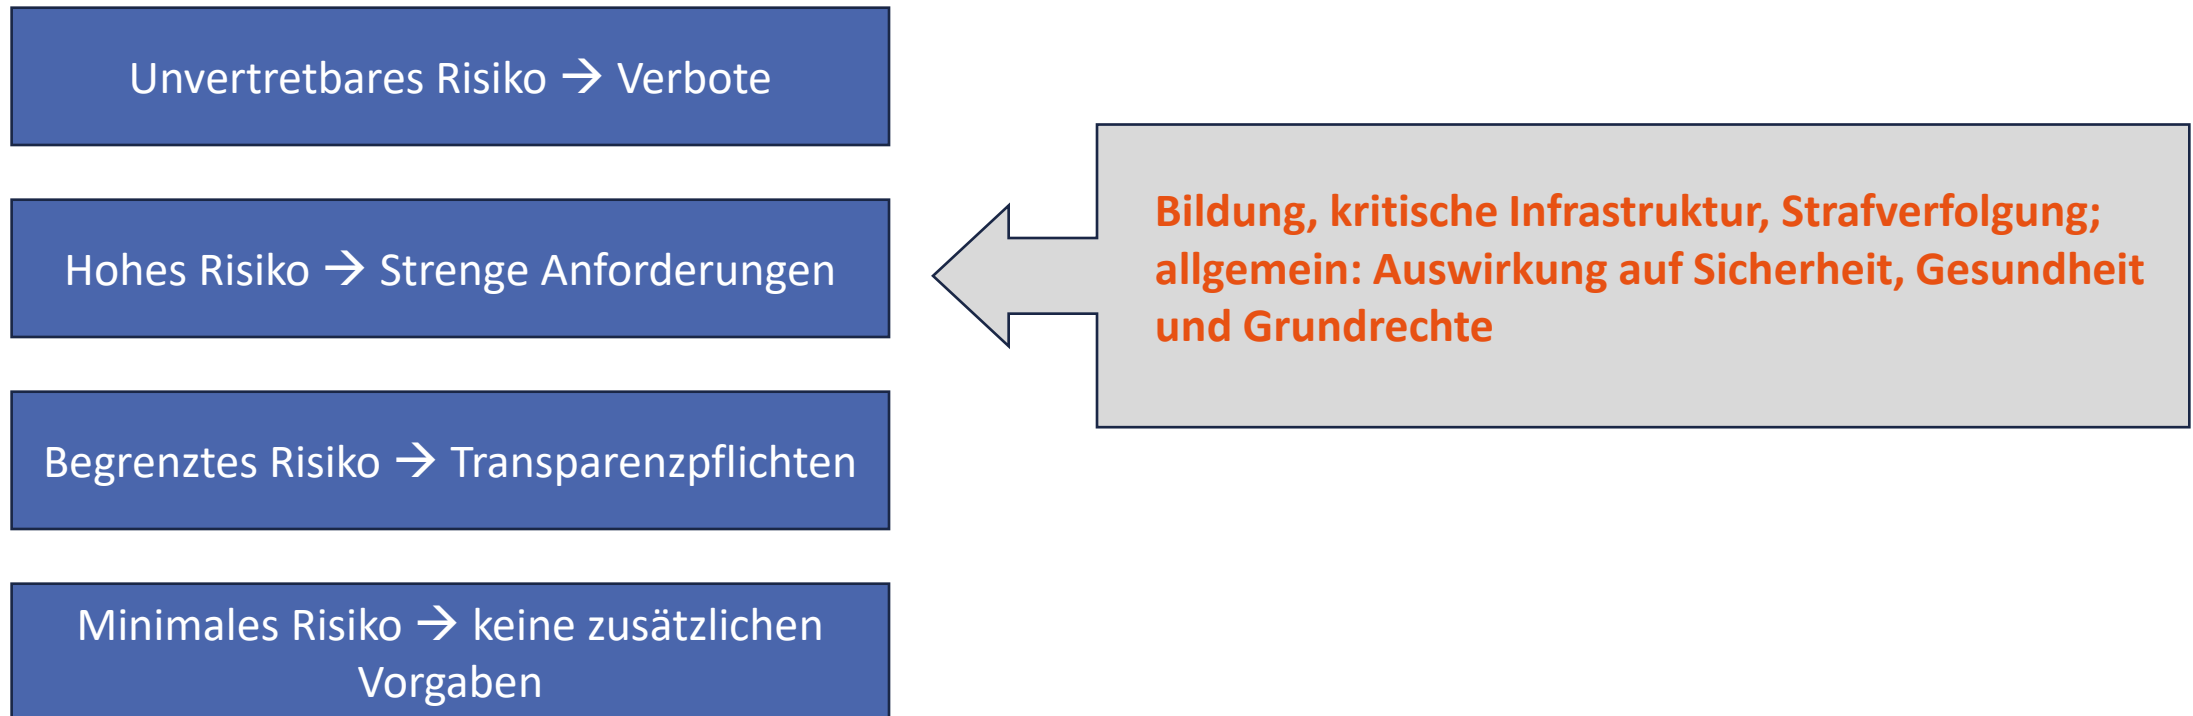 Unvertretbares Risiko → Verbote
Hohes Risiko → Strenge Anforderungen
Bildung, kritische Infrastruktur, Strafverfolgung;
allgemein: Auswirkung auf Sicherheit, Gesundheit
und Grundrechte
Begrenztes Risiko → Transparenzpflichten
Minimales Risiko → keine zusätzlichen
Vorgaben